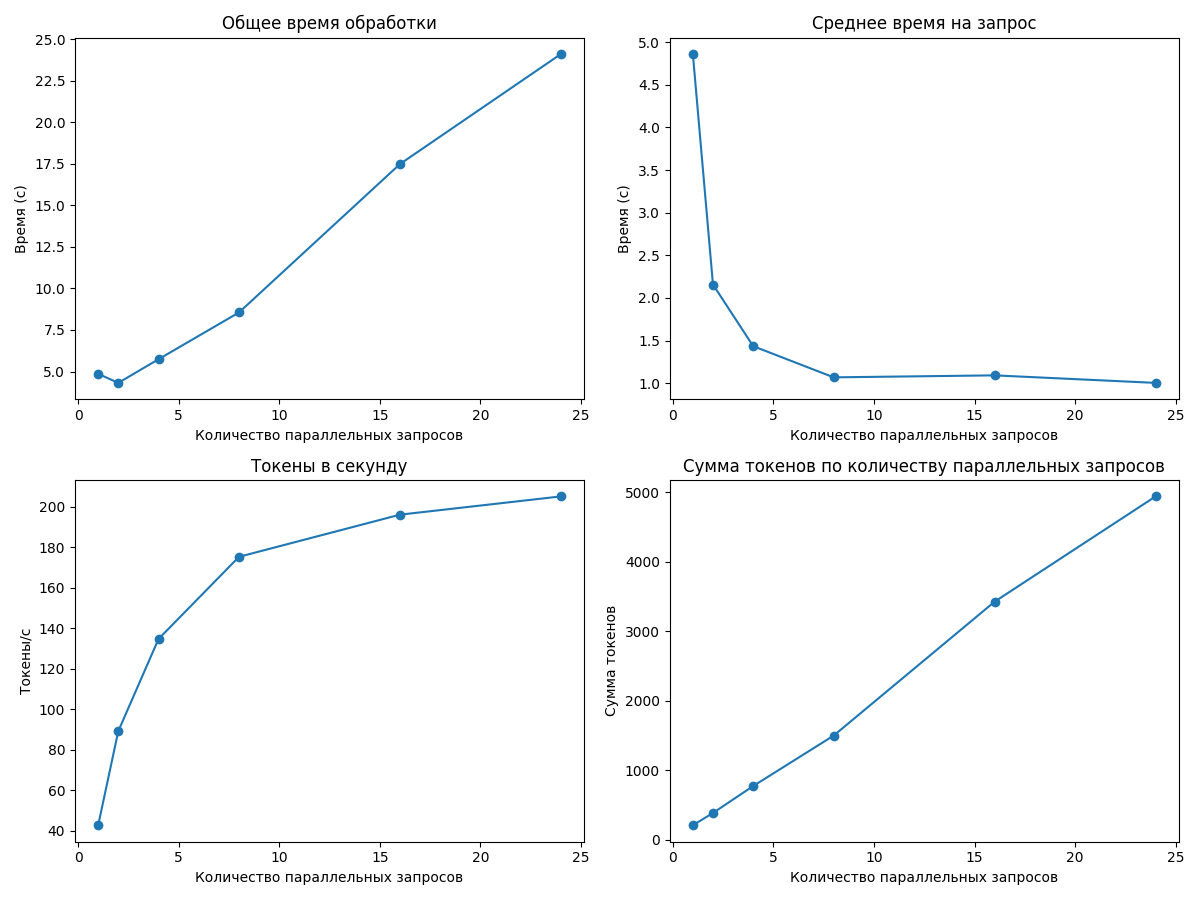 Общее время обработки
25.0
22.5
20.0
17.5
15.0
12.5
10.0
7.5
5.0
Время (с)
0 5 10 15 20 25
Количество параллельных запросов
Среднее время на запрос
5.0
4.5
4.0
3.5
3.0
2.5
2.0
1.5
1.0
Время (с)
0 5 10 15 20 25
Количество параллельных запросов
Токены в секунду
200
180
160
140
120
100
80
60
40
Токены/с
0 5 10 15 20 25
Количество параллельных запросов
Сумма токенов по количеству параллельных запросов
5000
4000
3000
2000
1000
0
Сумма токенов
0 5 10 15 20 25
Количество параллельных запросов